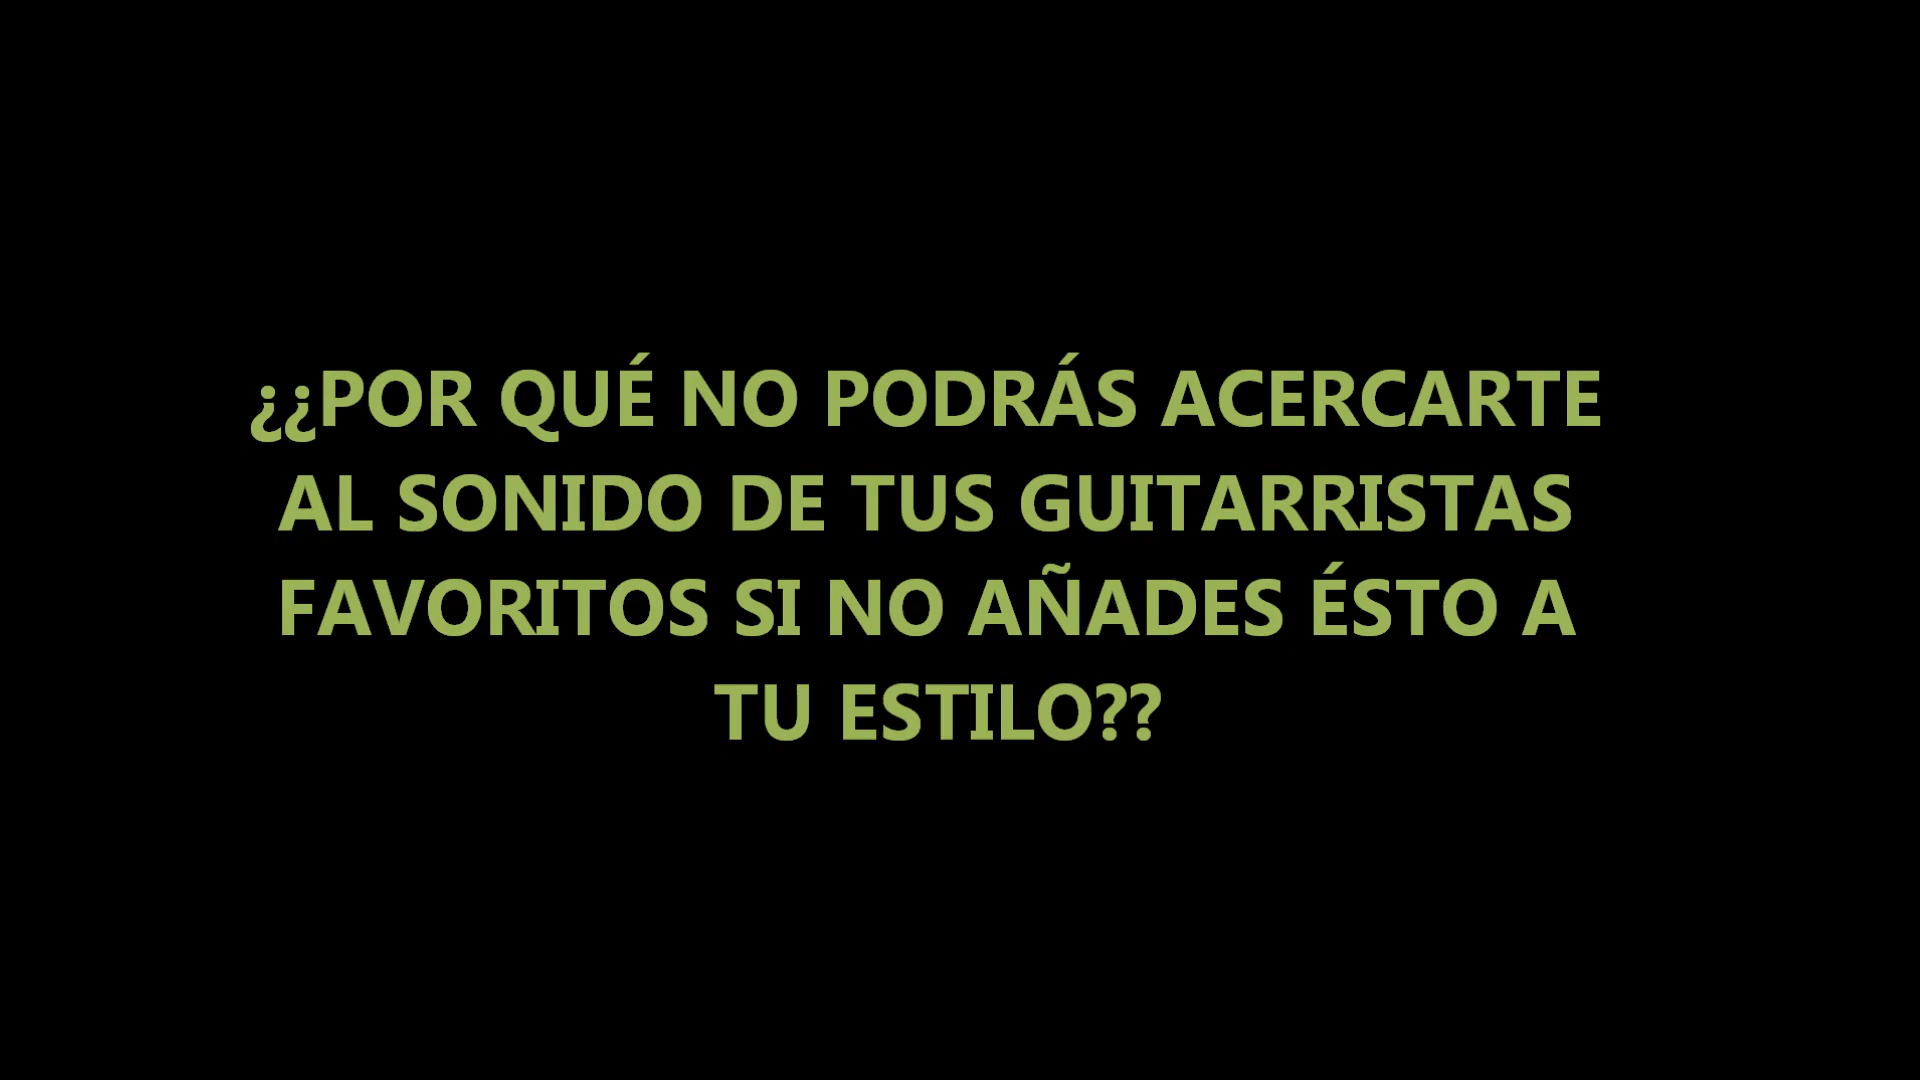 ¿¿POR QUÉ NO PODRÁS ACERCARTE
AL SONIDO DE TUS GUITARRISTAS
FAVORITOS SI NO AÑADES ÉSTO A
TU ESTILO??